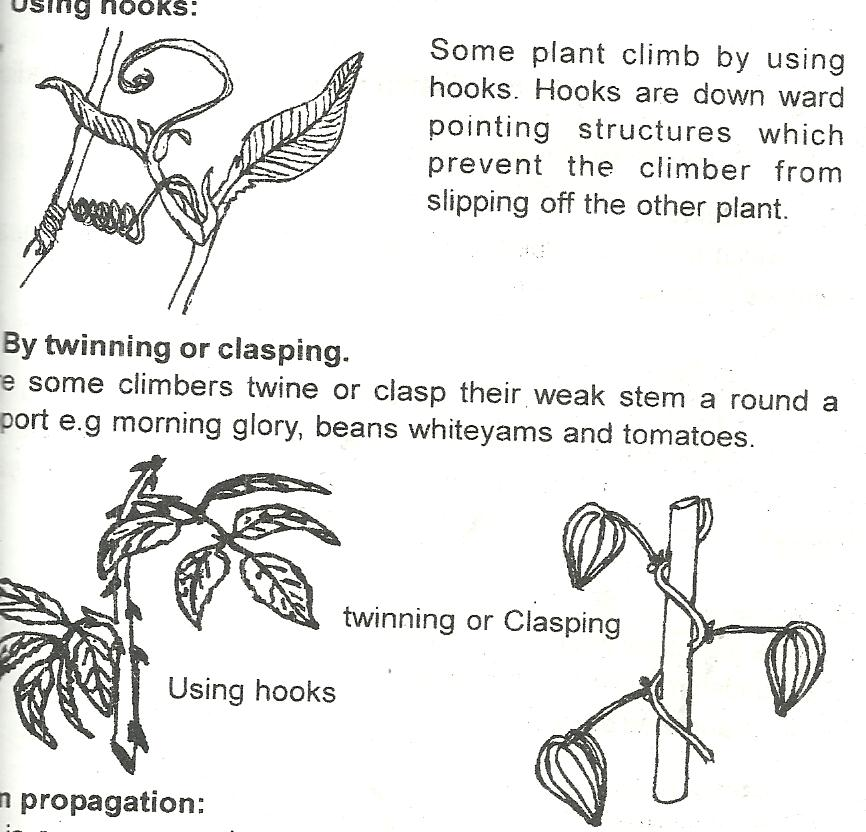 Using hooks:
Some plant climb by using
hooks. Hooks are down ward
pointing structures which
prevent the climber from
slipping off the other plant.
By twinning or clasping.
e some climbers twine or clasp their weak stem a round a
port e.g morning glory, beans whiteyams and tomatoes.
twinning or Clasping
Using hooks
n propagation: